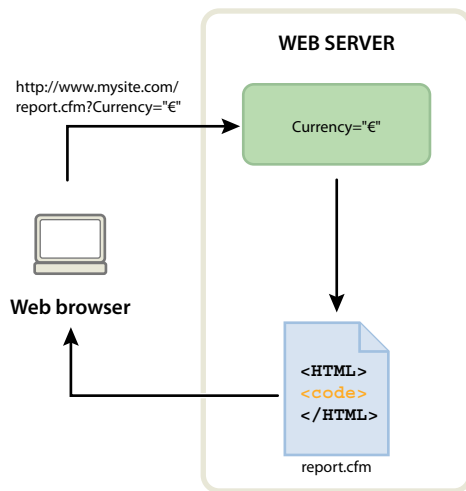 WEB SERVER
http://www.mysite.com/
report.cfm?Currency="€"
Currency="€"
Web browser
<HTML>
<code>
</HTML>
report.cfm